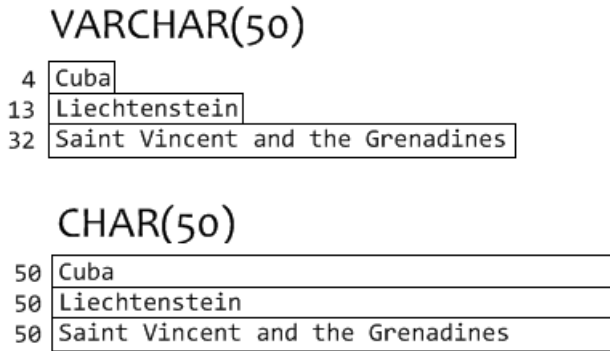 VARCHAR(50)
4 Cuba
13 Liechtenstein
32 Saint Vincent and the Grenadines
CHAR(50)
50 Cuba
50 Liechtenstein
50 Saint Vincent and the Grenadines